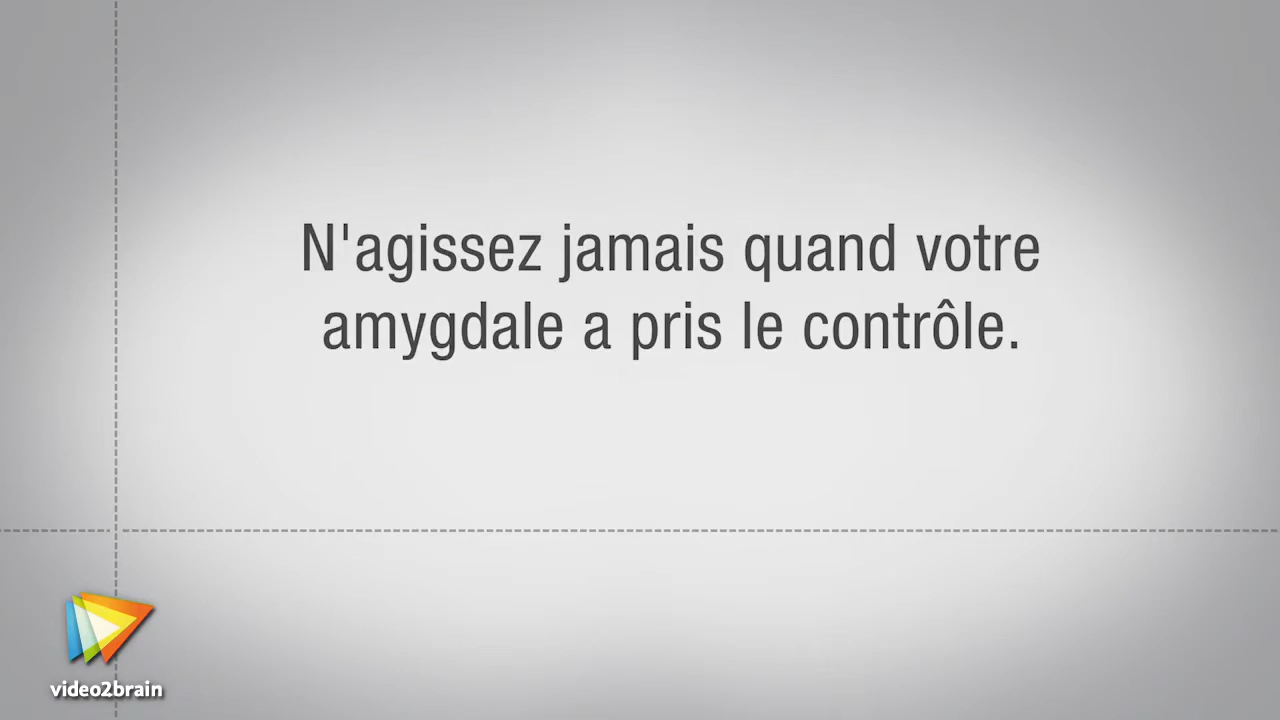 N'agissez jamais quand votre
amygdale a pris le contrôle.
video2brain